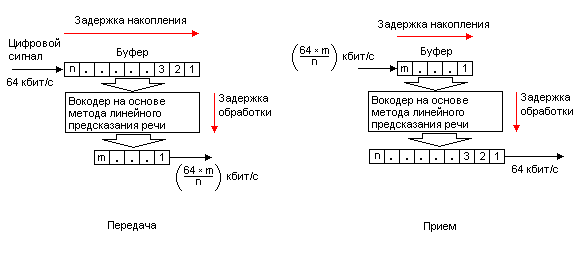 Задержка накопления
Цифровой
сигнал
Буфер
64 кбит/с
n . . . . . 3 2 1
Вокодер на основе
метода линейного
предсказания речи
Задержка
обработки
m . . . 1
(64 × m / n) кбит/с
Передача
Задержка накопления
Буфер
(64 × m / n) кбит/с
m . . . 1
Вокодер на основе
метода линейного
предсказания речи
Задержка
обработки
n . . . . . 3 2 1
64 кбит/с
Прием